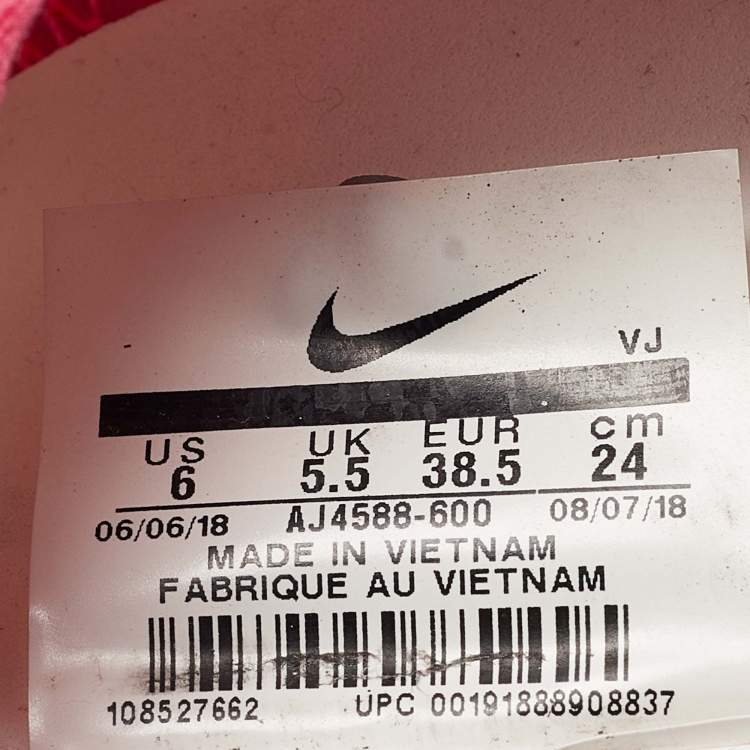 VJ
US UK EUR cm
6 5.5 38.5 24
06/06/18 AJ4588-600 08/07/18
MADE IN VIETNAM
FABRIQUE AU VIETNAM
108527662 UPC 00191888908837